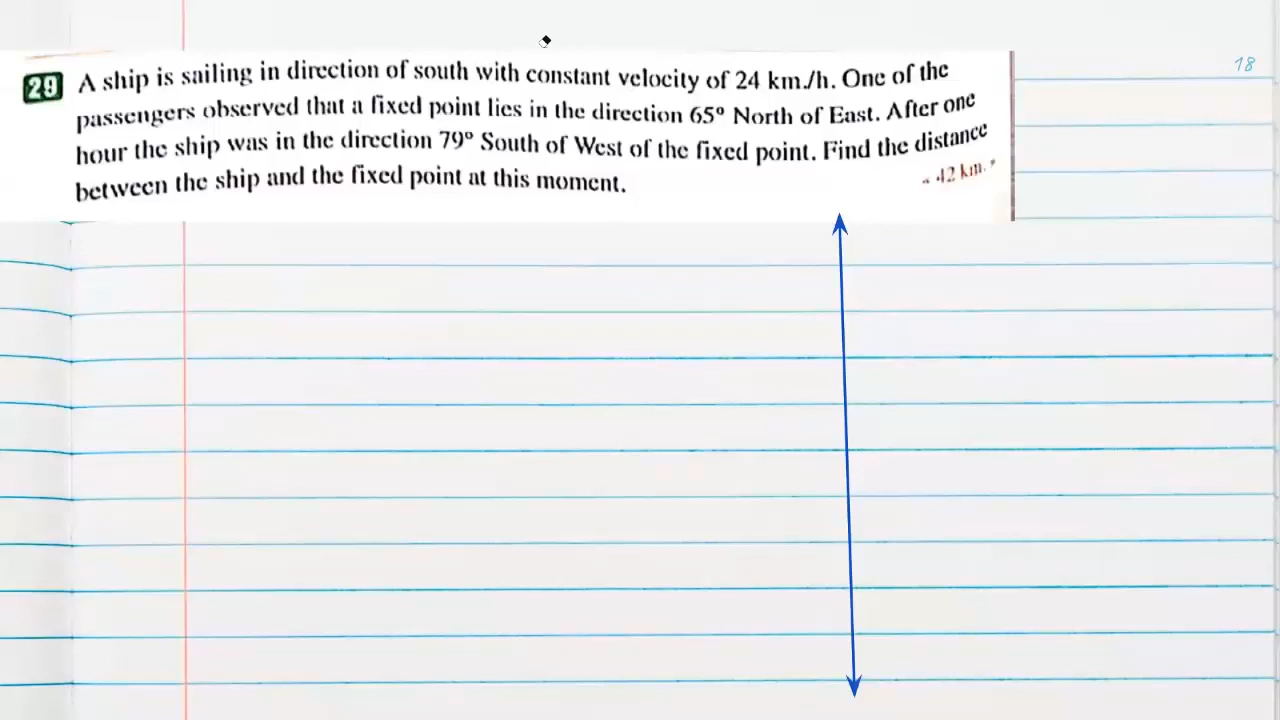 18
29 A ship is sailing in direction of south with constant velocity of 24 km./h. One of the
passengers observed that a fixed point lies in the direction 65° North of East. After one
hour the ship was in the direction 79° South of West of the fixed point. Find the distance
between the ship and the fixed point at this moment.
« 42 km. »